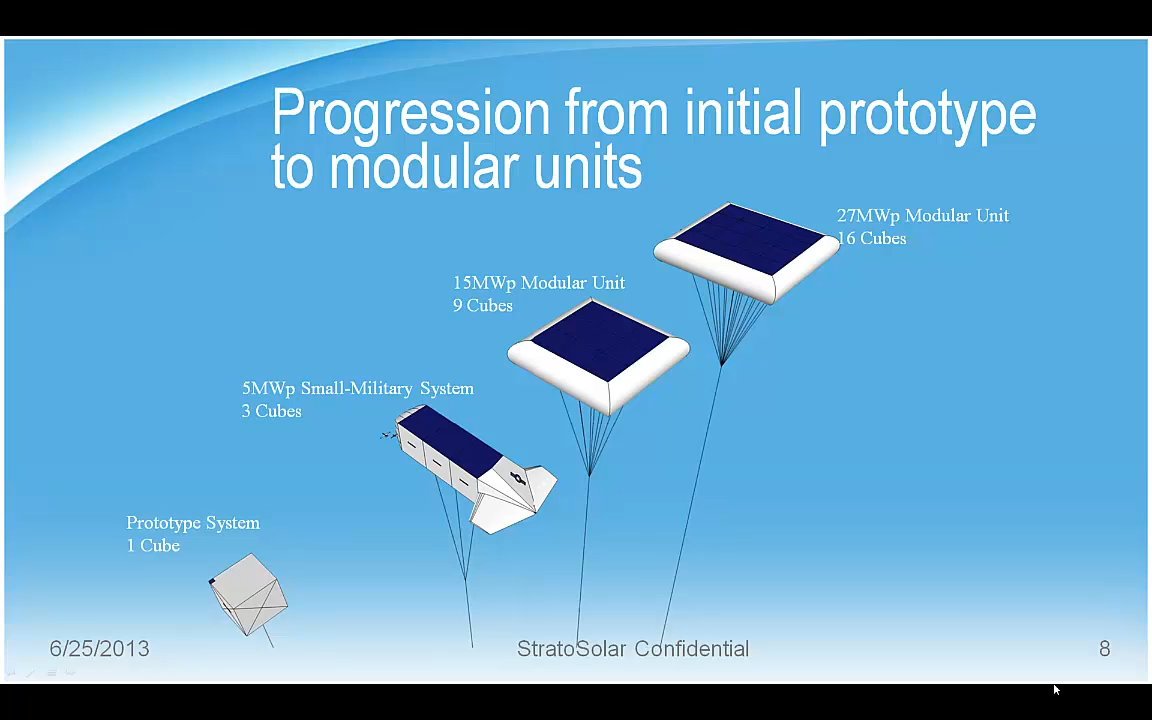 Progression from initial prototype
to modular units
27MWp Modular Unit
16 Cubes
15MWp Modular Unit
9 Cubes
5MWp Small-Military System
3 Cubes
Prototype System
1 Cube
6/25/2013
StratoSolar Confidential
8